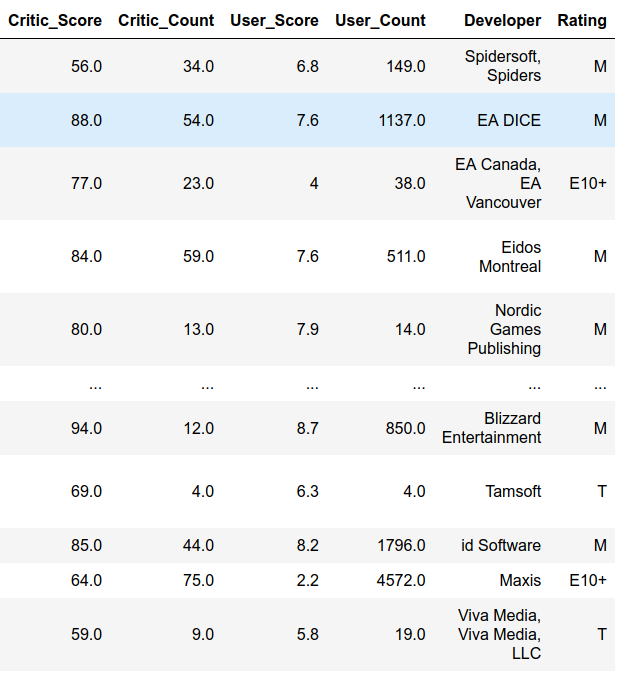 Critic_Score Critic_Count User_Score User_Count Developer Rating
56.0 34.0 6.8 149.0 Spidersoft, Spiders M
88.0 54.0 7.6 1137.0 EA DICE M
77.0 23.0 4 38.0 EA Canada, EA Vancouver E10+
84.0 59.0 7.6 511.0 Eidos Montreal M
80.0 13.0 7.9 14.0 Nordic Games Publishing M
... ... ... ... ... ...
94.0 12.0 8.7 850.0 Blizzard Entertainment M
69.0 4.0 6.3 4.0 Tamsoft T
85.0 44.0 8.2 1796.0 id Software M
64.0 75.0 2.2 4572.0 Maxis E10+
59.0 9.0 5.8 19.0 Viva Media, Viva Media, LLC T